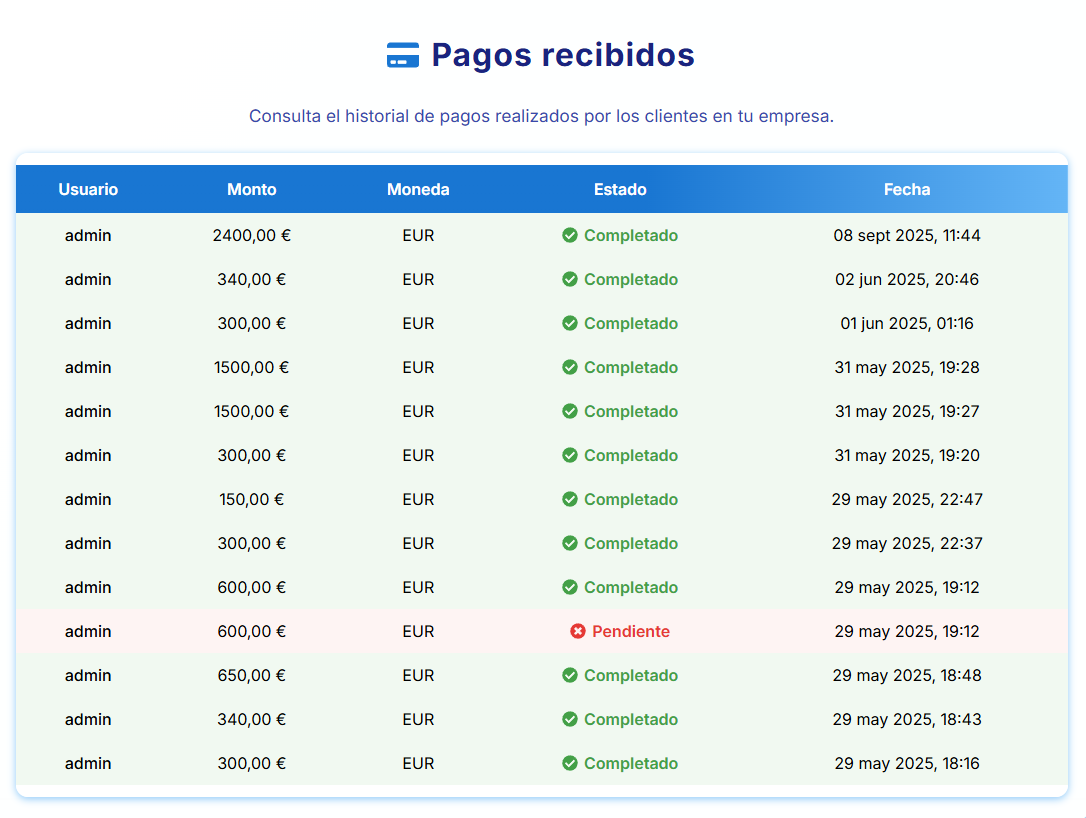 Pagos recibidos
Consulta el historial de pagos realizados por los clientes en tu empresa.
Usuario Monto Moneda Estado Fecha
admin 2400,00 € EUR Completado 08 sept 2025, 11:44
admin 340,00 € EUR Completado 02 jun 2025, 20:46
admin 300,00 € EUR Completado 01 jun 2025, 01:16
admin 1500,00 € EUR Completado 31 may 2025, 19:28
admin 1500,00 € EUR Completado 31 may 2025, 19:27
admin 300,00 € EUR Completado 31 may 2025, 19:20
admin 150,00 € EUR Completado 29 may 2025, 22:47
admin 300,00 € EUR Completado 29 may 2025, 22:37
admin 600,00 € EUR Completado 29 may 2025, 19:12
admin 600,00 € EUR Pendiente 29 may 2025, 19:12
admin 650,00 € EUR Completado 29 may 2025, 18:48
admin 340,00 € EUR Completado 29 may 2025, 18:43
admin 300,00 € EUR Completado 29 may 2025, 18:16